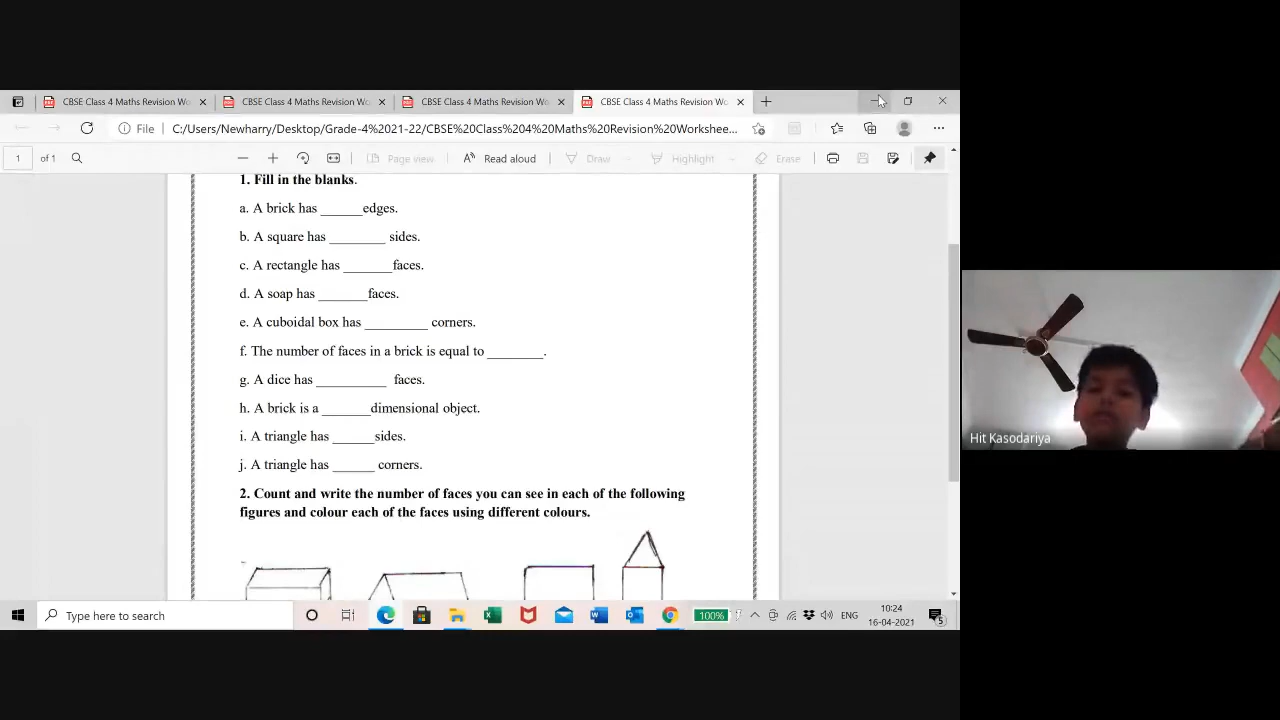 CBSE Class 4 Maths Revision Wo
CBSE Class 4 Maths Revision Wo
CBSE Class 4 Maths Revision Wo
CBSE Class 4 Maths Revision Wo
File
C:/Users/Newharry/Desktop/Grade-4%2021-22/CBSE%20Class%204%20Maths%20Revision%20Workshee...
1 of 1
Page view
Read aloud
Draw
Highlight
Erase
1. Fill in the blanks.
a. A brick has ______edges.
b. A square has ________ sides.
c. A rectangle has _______faces.
d. A soap has _______faces.
e. A cuboidal box has _________ corners.
f. The number of faces in a brick is equal to ________.
g. A dice has __________ faces.
h. A brick is a _______dimensional object.
i. A triangle has ______sides.
j. A triangle has ______ corners.
2. Count and write the number of faces you can see in each of the following
figures and colour each of the faces using different colours.
Hit Kasodariya
Type here to search
100%
ENG
10:24
16-04-2021
5